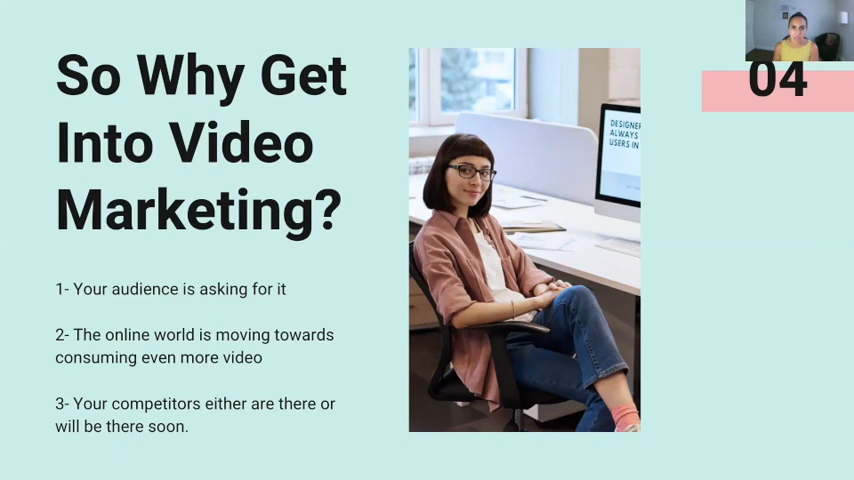 So Why Get
Into Video
Marketing?
04
DESIGNER
ALWAYS
USERS IN
1- Your audience is asking for it
2- The online world is moving towards
consuming even more video
3- Your competitors either are there or
will be there soon.